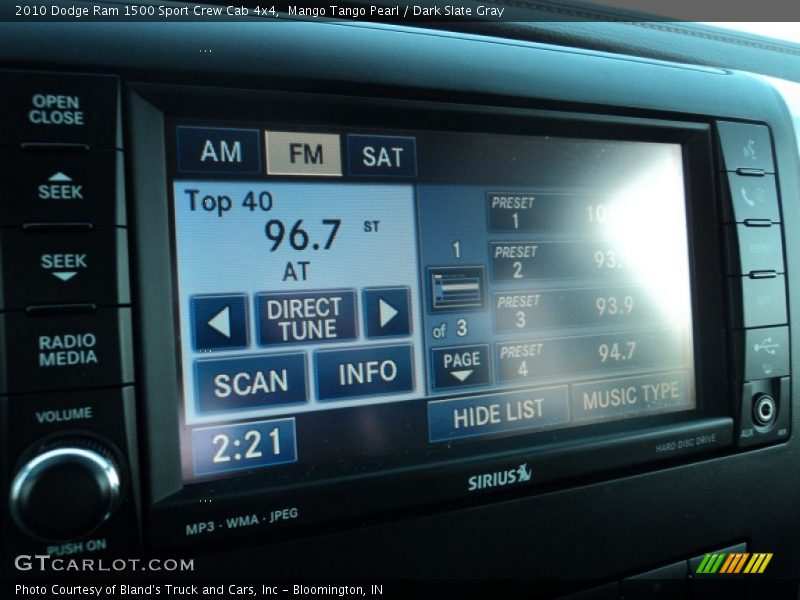 2010 Dodge Ram 1500 Sport Crew Cab 4x4, Mango Tango Pearl / Dark Slate Gray
OPEN
CLOSE
SEEK
SEEK
RADIO
MEDIA
VOLUME
PUSH ON
AM
FM
SAT
Top 40
96.7 ST
AT
DIRECT
TUNE
SCAN
INFO
2:21
1
of 3
PAGE
PRESET
1
PRESET
2
93.
PRESET
3
93.9
PRESET
4
94.7
HIDE LIST
MUSIC TYPE
SIRIUS
HARD DISC DRIVE
MP3 - WMA - JPEG
MENU
AUX
GTCARLOT.COM
Photo Courtesy of Bland's Truck and Cars, Inc - Bloomington, IN